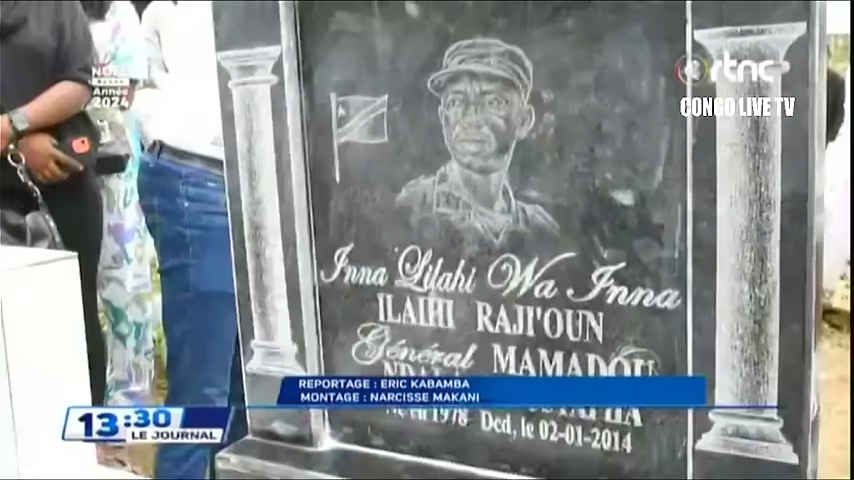 NOËL
Année
2024
rtnc
CONGO LIVE TV
Inna Lilahi Wa Inna
ILAIHI RAJI'OUN
Général MAMADOU
REPORTAGE : ERIC KABAMBA
MONTAGE : NARCISSE MAKANI
1978 Dcd, le 02-01-2014
13:30
LE JOURNAL